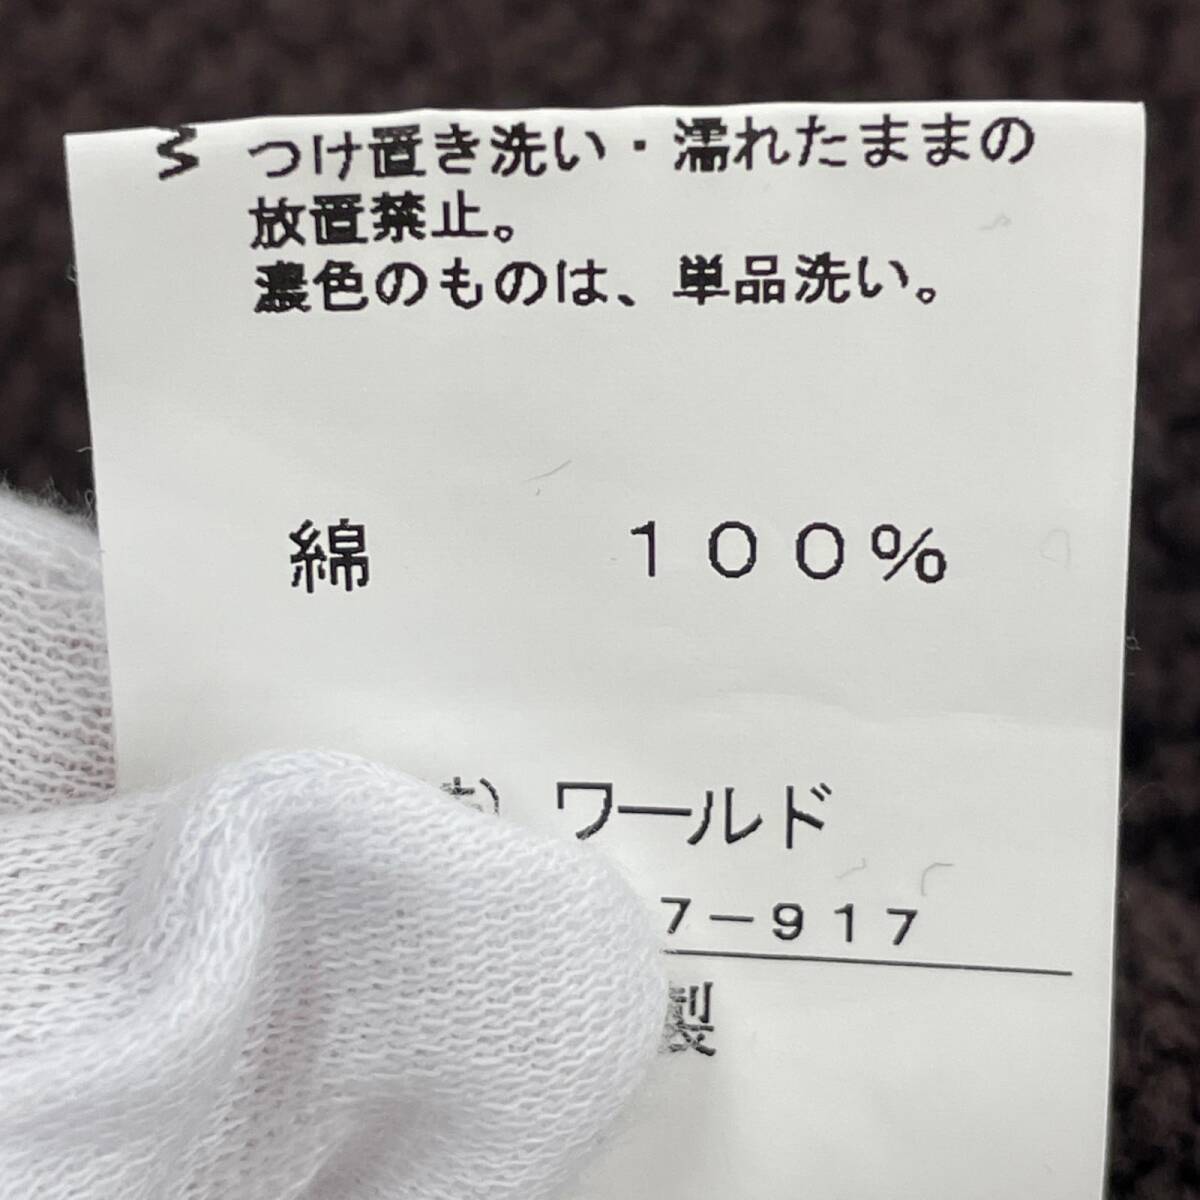 つけ置き洗い・濡れたままの
放置禁止。
濃色のものは、単品洗い。
綿 100%
ワールド
7-917
製